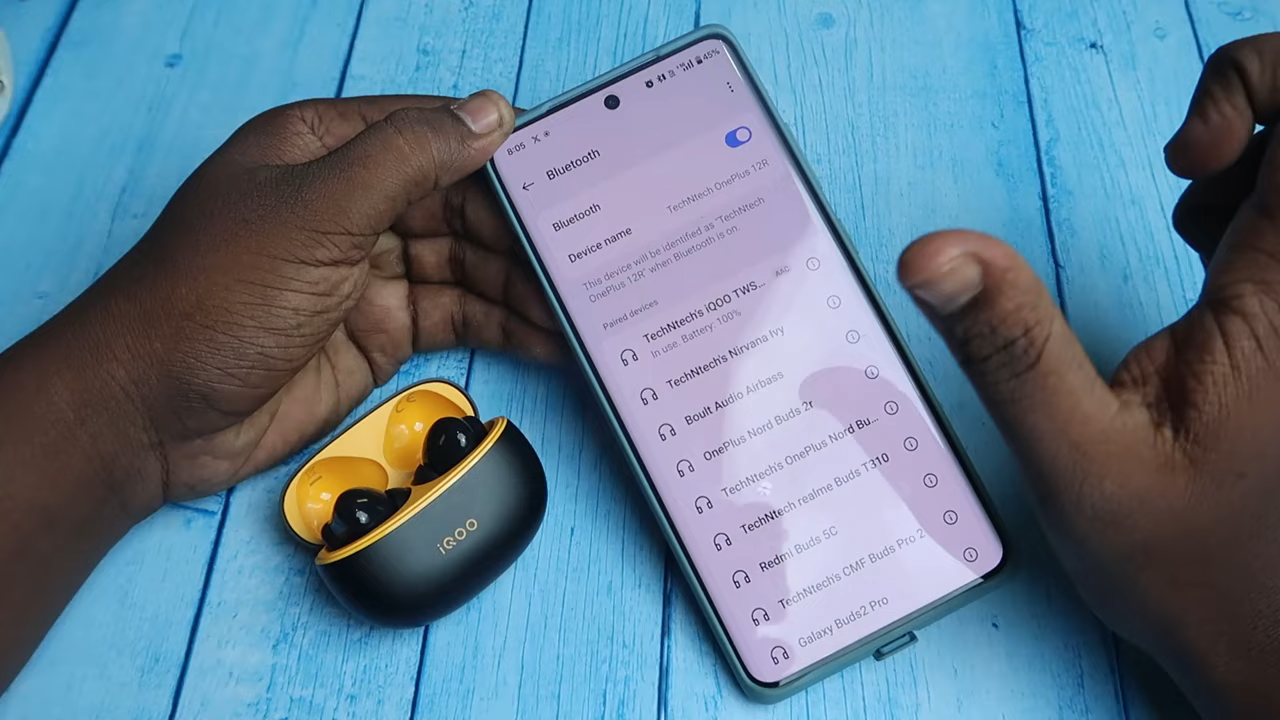 8:05
45%
Bluetooth
Bluetooth
Device name TechNtech OnePlus 12R
This device will be identified as "TechNtech
OnePlus 12R" when Bluetooth is on.
Paired devices
TechNtech's iQOO TWS... AAC
In use. Battery: 100%
TechNtech's Nirvana Ivy
Boult Audio Airbass
OnePlus Nord Buds 2r
TechNtech's OnePlus Nord Bu...
TechNtech realme Buds T310
Redmi Buds 5C
TechNtech's CMF Buds Pro 2
Galaxy Buds2 Pro
iQOO